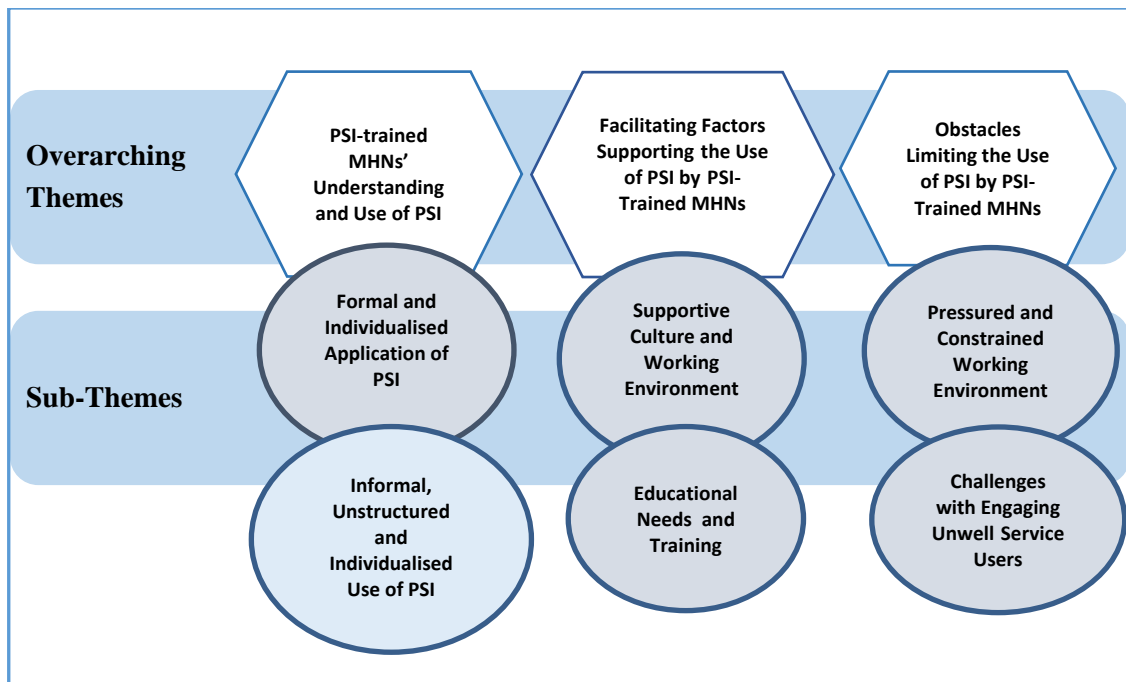 Overarching
Themes
PSI-trained
MHNs’
Understanding
and Use of PSI
Facilitating Factors
Supporting the Use
of PSI by PSI-
Trained MHNs
Obstacles
Limiting the Use
of PSI by PSI-
Trained MHNs
Sub-Themes
Formal and
Individualised
Application of
PSI
Supportive
Culture and
Working
Environment
Pressured and
Constrained
Working
Environment
Informal,
Unstructured
and
Individualised
Use of PSI
Educational
Needs and
Training
Challenges
with Engaging
Unwell Service
Users